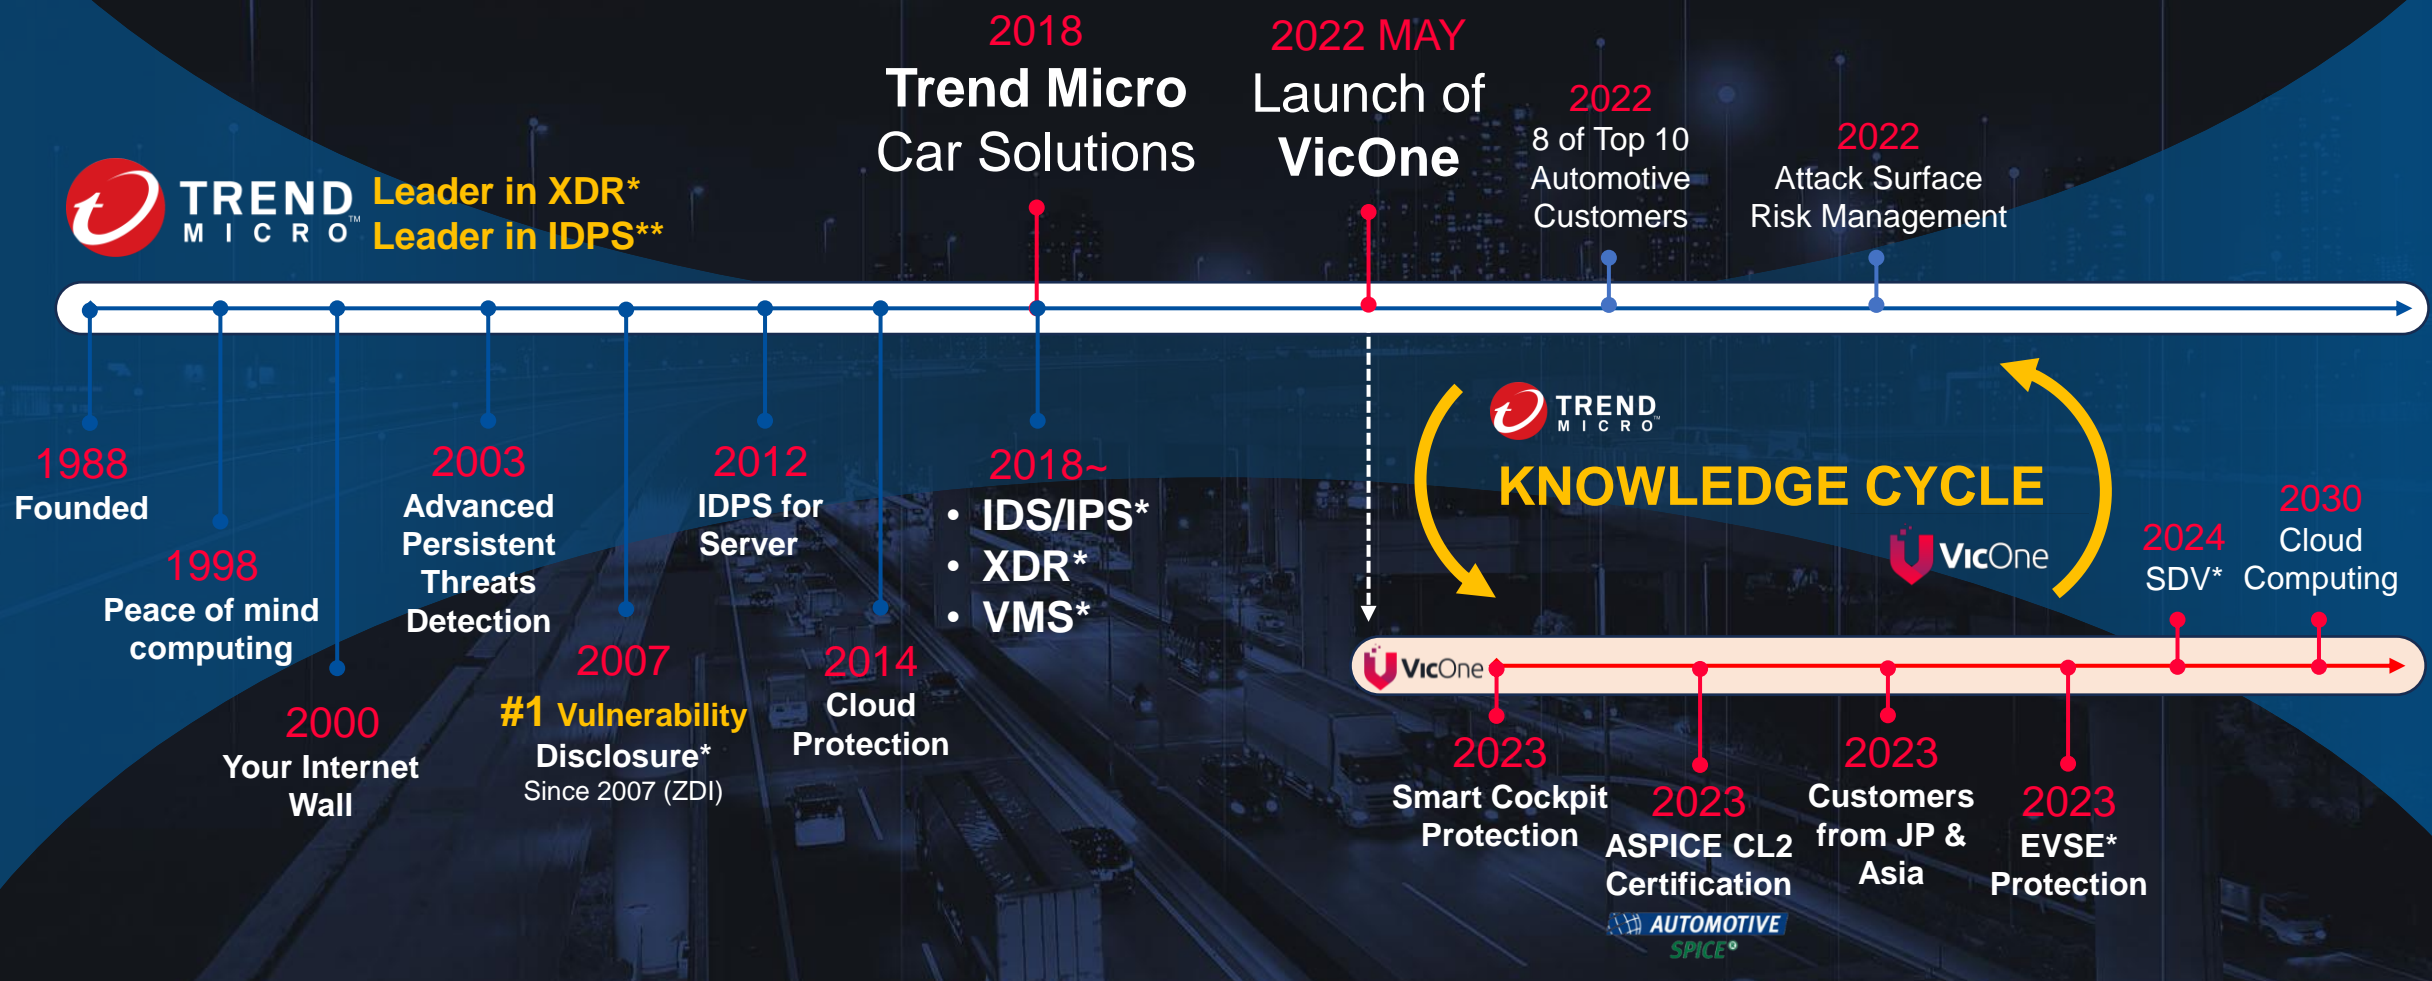 TREND
MICRO™
Leader in XDR*
Leader in IDPS**
2018
Trend Micro
Car Solutions
2022 MAY
Launch of
VicOne
2022
8 of Top 10
Automotive
Customers
2022
Attack Surface
Risk Management
1988
Founded
1998
Peace of mind
computing
2000
Your Internet
Wall
2003
Advanced
Persistent
Threats
Detection
2007
#1 Vulnerability
Disclosure*
Since 2007 (ZDI)
2012
IDPS for
Server
2014
Cloud
Protection
2018~
• IDS/IPS*
• XDR*
• VMS*
TREND
MICRO™
KNOWLEDGE CYCLE
VicOne
2024
SDV*
2030
Cloud
Computing
VicOne
2023
Smart Cockpit
Protection
2023
ASPICE CL2
Certification
AUTOMOTIVE
SPICE®
2023
Customers
from JP &
Asia
2023
EVSE*
Protection